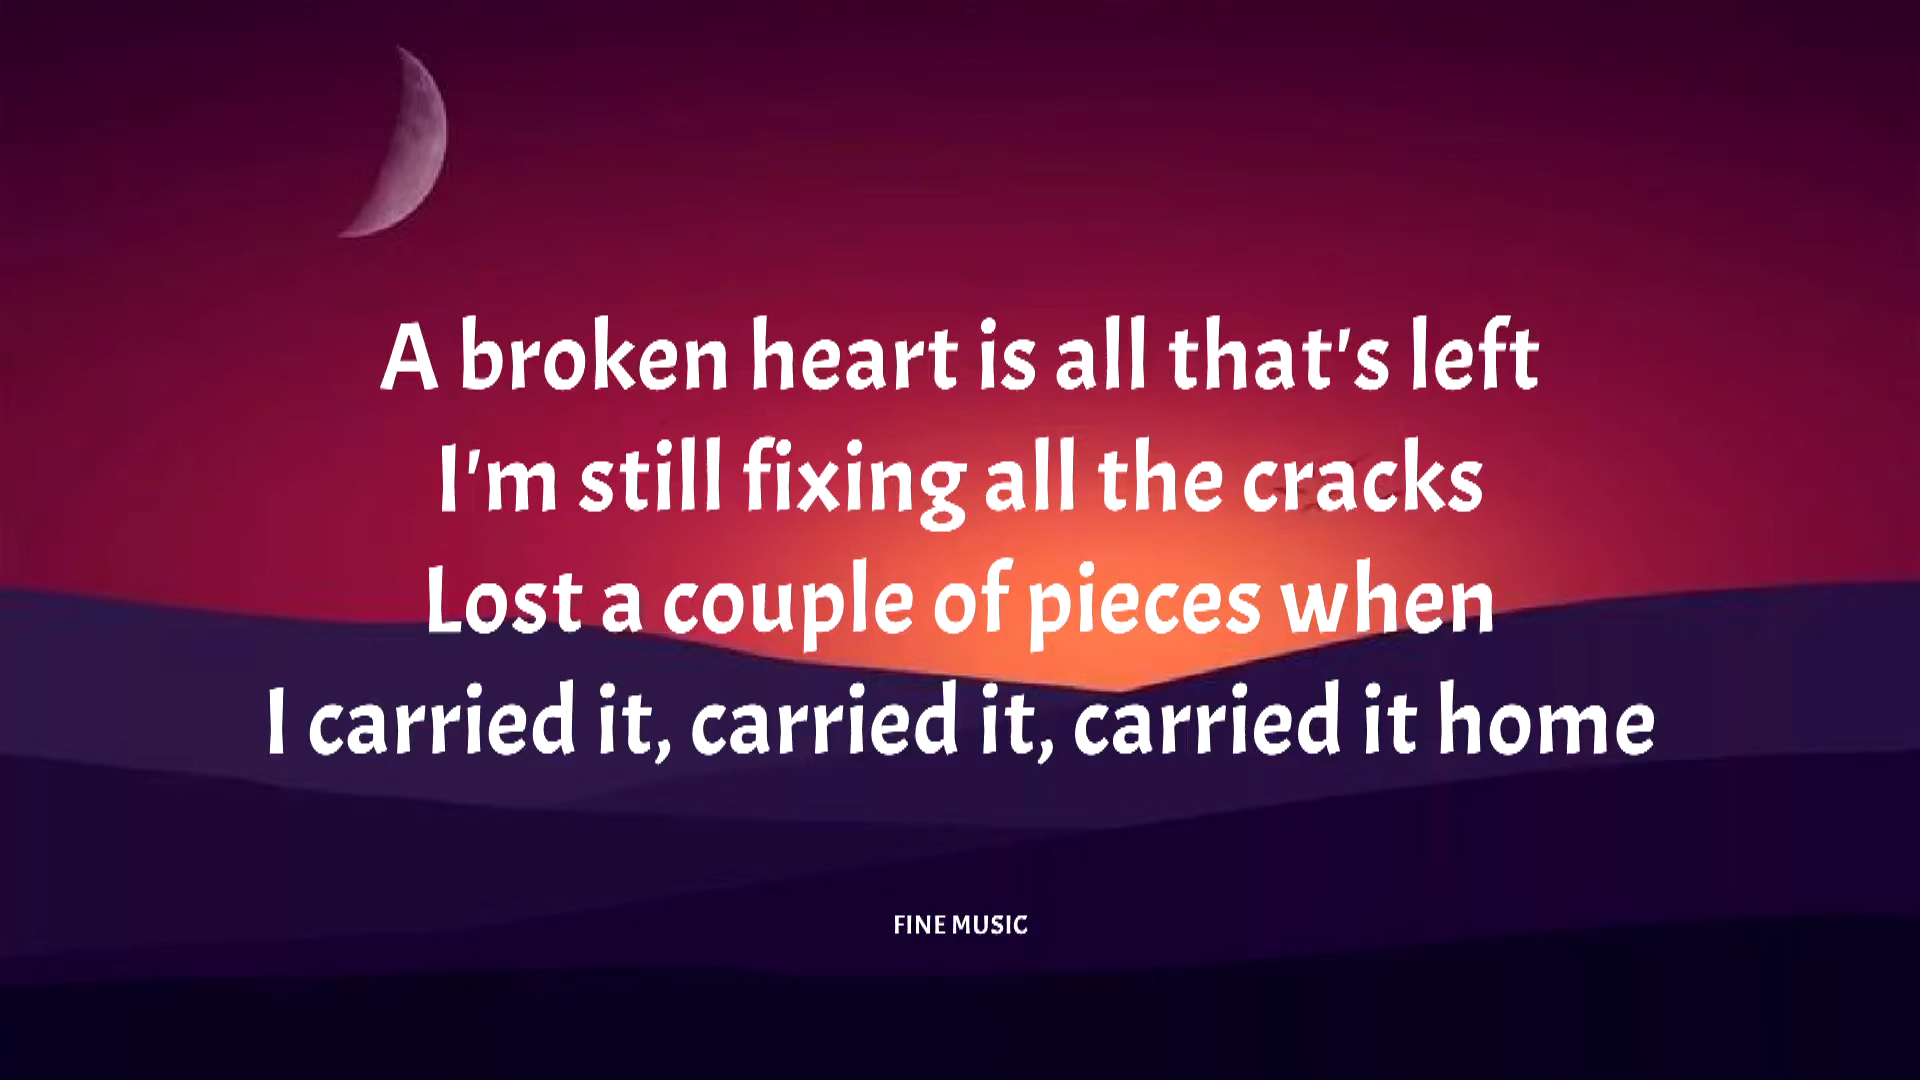 A broken heart is all that's left
I'm still fixing all the cracks
Lost a couple of pieces when
I carried it, carried it, carried it home
FINE MUSIC